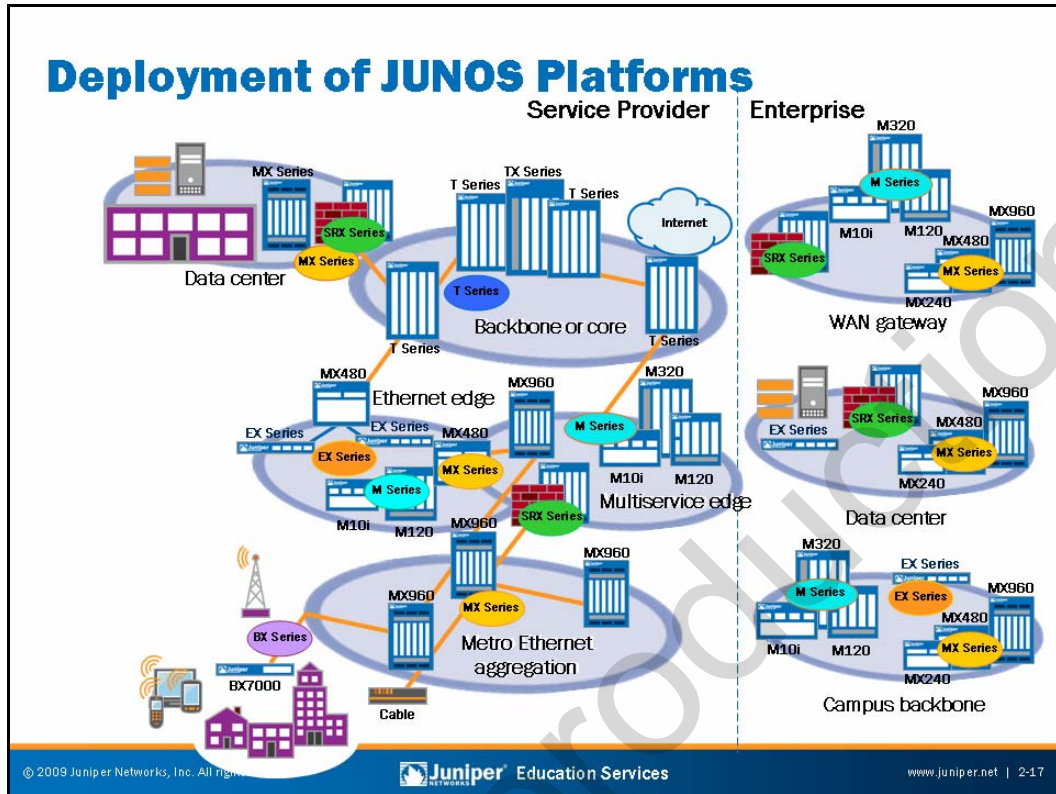 Deployment of JUNOS Platforms
Service Provider
Enterprise
MX Series
SRX Series
MX Series
Data center
T Series
TX Series
T Series
Internet
T Series
Backbone or core
T Series
T Series
MX480
Ethernet edge
EX Series
EX Series
EX Series
MX480
MX Series
M Series
M10i
M120
MX960
M320
M Series
M10i
M120
Multiservice edge
SRX Series
MX960
MX960
MX960
MX Series
Metro Ethernet
aggregation
BX Series
BX7000
Cable
M320
M Series
M10i
M120
SRX Series
MX960
MX480
MX Series
MX240
WAN gateway
EX Series
SRX Series
MX960
MX480
MX Series
MX240
Data center
M320
M Series
M10i
M120
EX Series
EX Series
MX960
MX480
MX Series
MX240
Campus backbone
© 2009 Juniper Networks, Inc. All
Juniper NETWORKS Education Services
www.juniper.net | 2-17